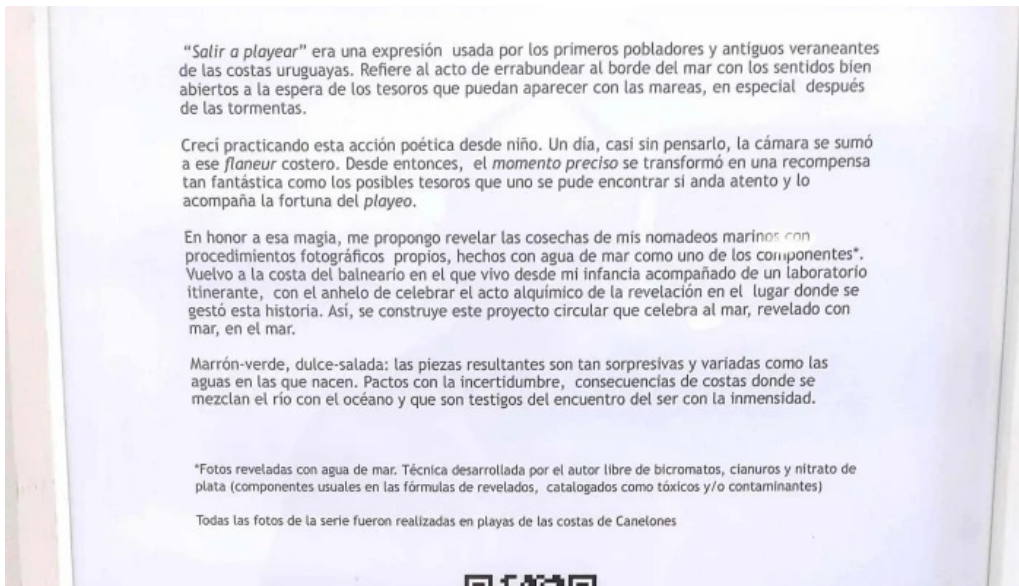 “Salir a playear” era una expresión usada por los primeros pobladores y antiguos veraneantes
de las costas uruguayas. Refiere al acto de errabundear al borde del mar con los sentidos bien
abiertos a la espera de los tesoros que puedan aparecer con las mareas, en especial después
de las tormentas.
Crecí practicando esta acción poética desde niño. Un día, casi sin pensarlo, la cámara se sumó
a ese flaneur costero. Desde entonces, el momento preciso se transformó en una recompensa
tan fantástica como los posibles tesoros que uno se pude encontrar si anda atento y lo
acompaña la fortuna del playeo.
En honor a esa magia, me propongo revelar las cosechas de mis nomadeos marinos con
procedimientos fotográficos propios, hechos con agua de mar como uno de los componentes*.
Vuelvo a la costa del balneario en el que vivo desde mi infancia acompañado de un laboratorio
itinerante, con el anhelo de celebrar el acto alquímico de la revelación en el lugar donde se
gestó esta historia. Así, se construye este proyecto circular que celebra al mar, revelado con
mar, en el mar.
Marrón-verde, dulce-salada: las piezas resultantes son tan sorpresivas y variadas como las
aguas en las que nacen. Pactos con la incertidumbre, consecuencias de costas donde se
mezclan el río con el océano y que son testigos del encuentro del ser con la inmensidad.
*Fotos reveladas con agua de mar. Técnica desarrollada por el autor libre de bicromatos, cianuros y nitrato de
plata (componentes usuales en las fórmulas de revelados, catalogados como tóxicos y/o contaminantes)
Todas las fotos de la serie fueron realizadas en playas de las costas de Canelones